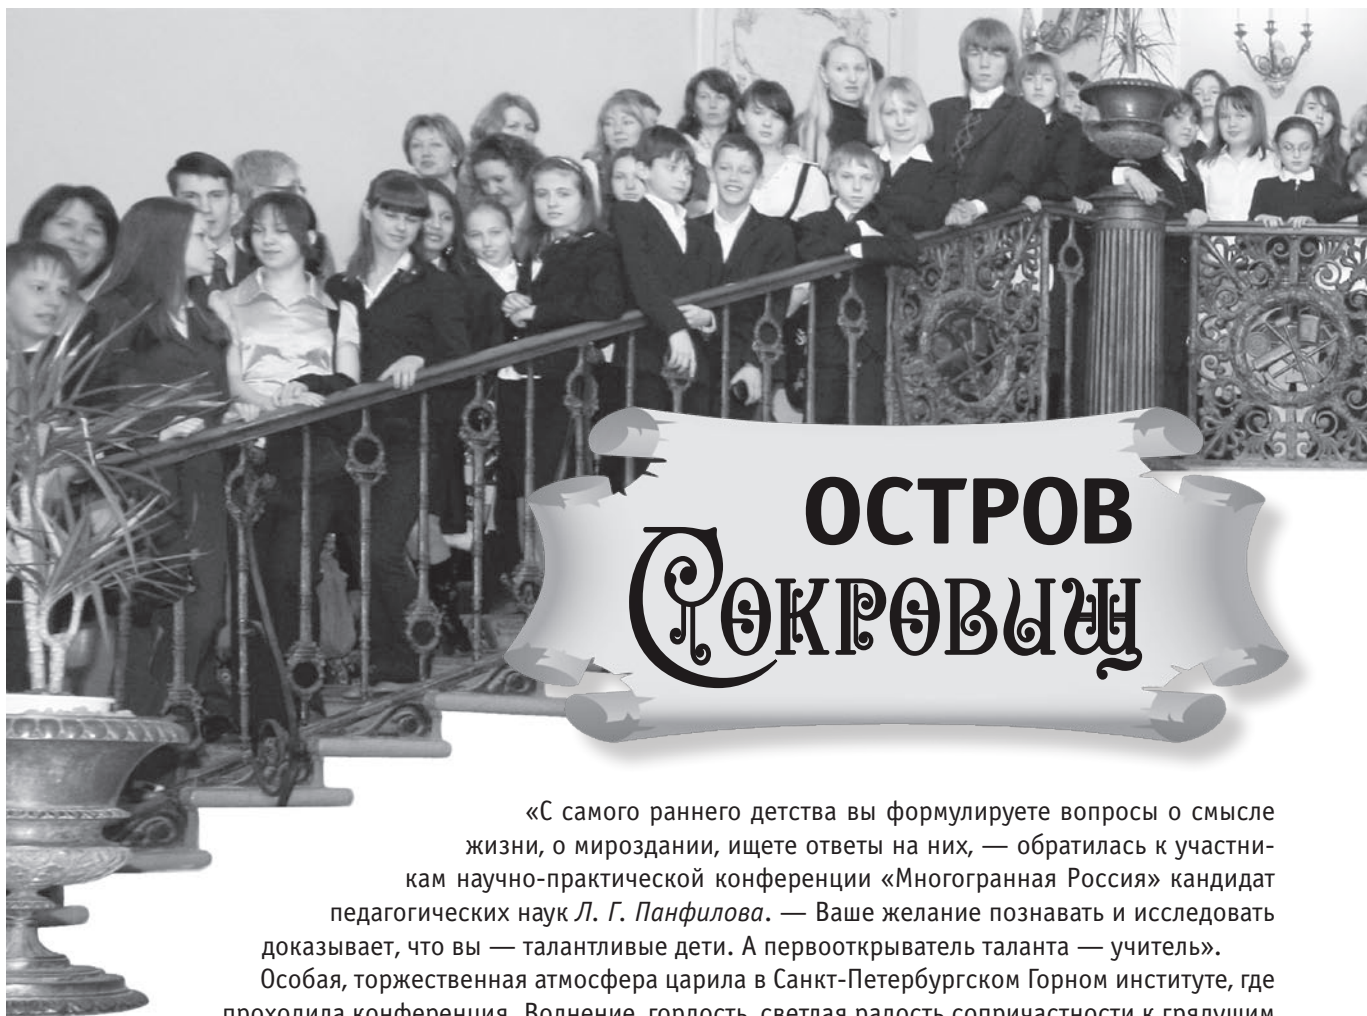 ОСТРОВ
Сокровищ
«С самого раннего детства вы формулируете вопросы о смысле
жизни, о мироздании, ищете ответы на них, — обратилась к участни-
кам научно-практической конференции «Многогранная Россия» кандидат
педагогических наук Л. Г. Панфилова. — Ваше желание познавать и исследовать
доказывает, что вы — талантливые дети. А первооткрыватель таланта — учитель».
Особая, торжественная атмосфера царила в Санкт-Петербургском Горном институте, где
проходила конференция. Волнение, гордость, светлая радость сопричастности к грядущим